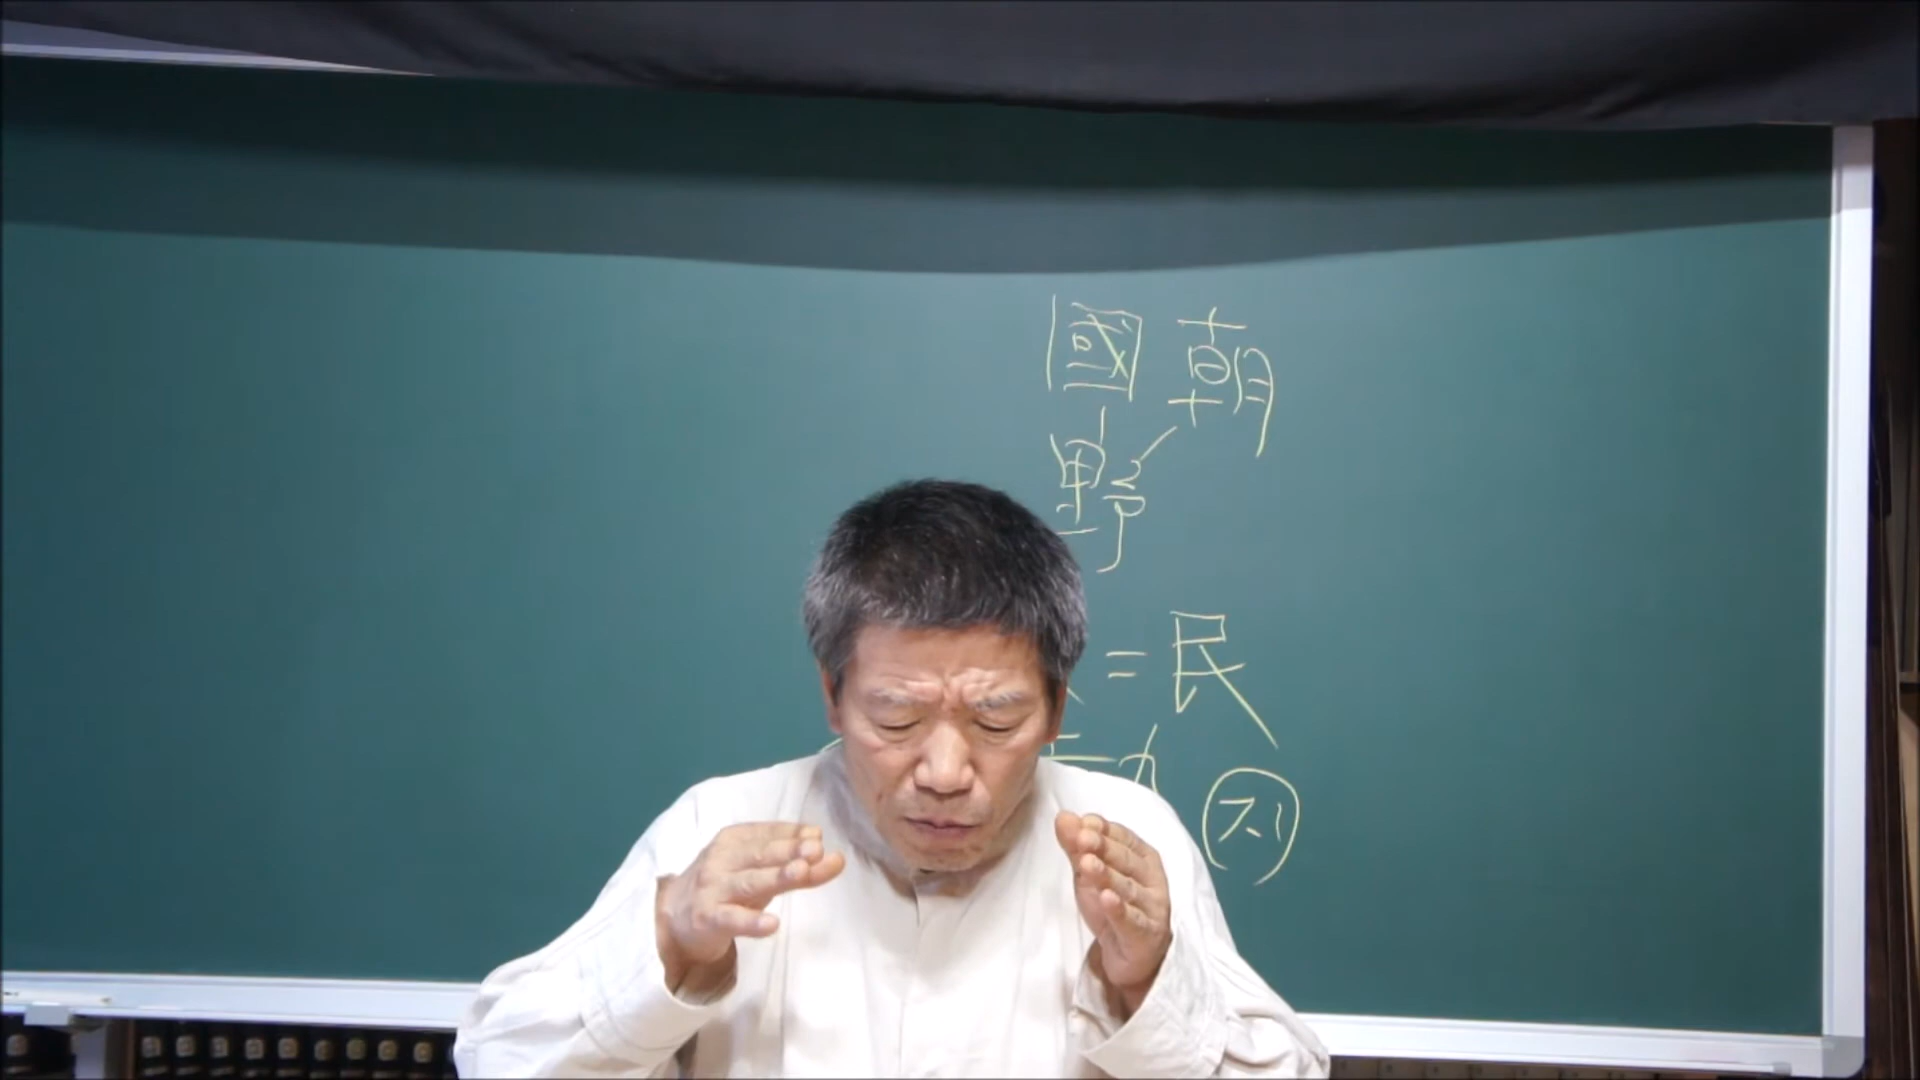 國 朝
野
= 民
지